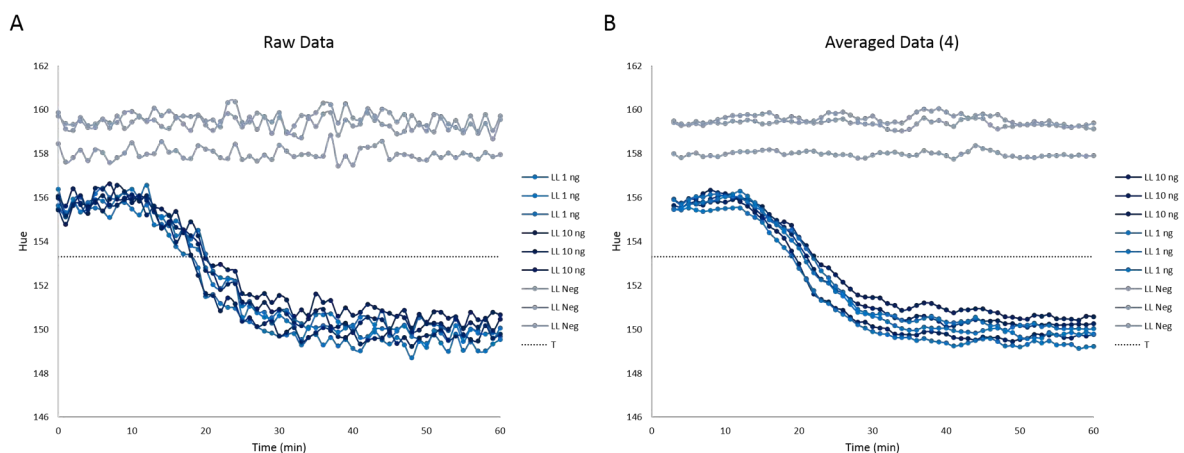 A
Raw Data
162
160
158
156
154
152
150
148
146
Hue
0
10
20
30
40
50
60
Time (min)
LL 1 ng
LL 1 ng
LL 1 ng
LL 10 ng
LL 10 ng
LL 10 ng
LL Neg
LL Neg
LL Neg
T
B
Averaged Data (4)
162
160
158
156
154
152
150
148
146
Hue
0
10
20
30
40
50
60
Time (min)
LL 10 ng
LL 10 ng
LL 10 ng
LL 1 ng
LL 1 ng
LL 1 ng
LL Neg
LL Neg
LL Neg
T